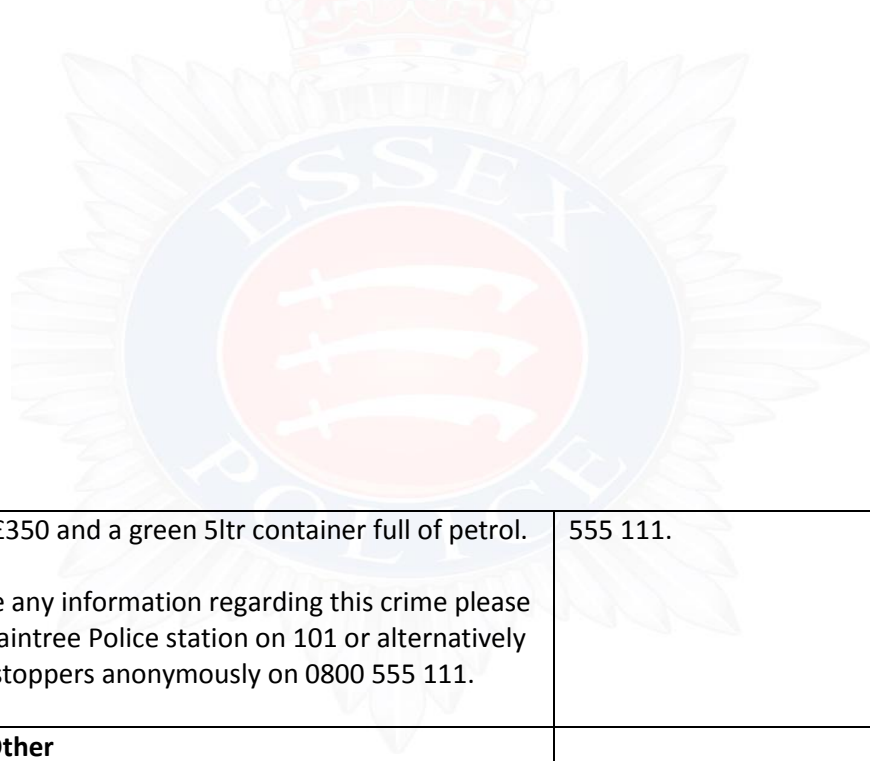 ESSEX
POLICE
£350 and a green 5ltr container full of petrol.
555 111.
e any information regarding this crime please
aintree Police station on 101 or alternatively
stoppers anonymously on 0800 555 111.
Other